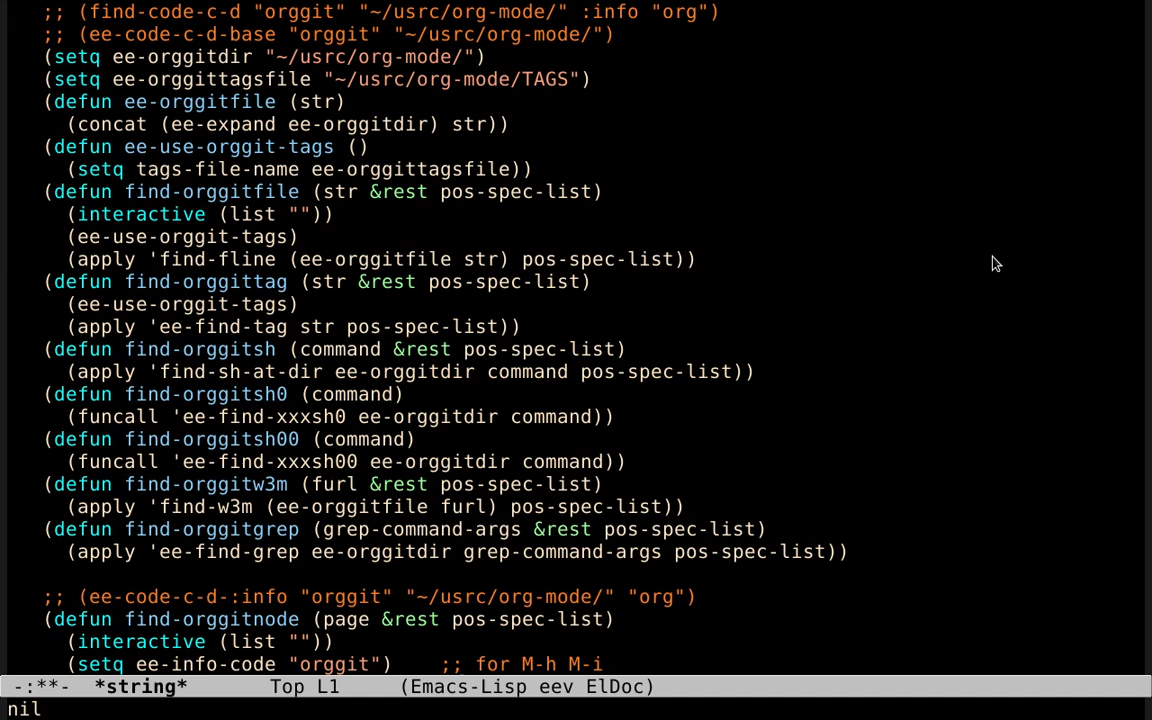 ;; (find-code-c-d "orggit" "~/usrc/org-mode/" :info "org")
;; (ee-code-c-d-base "orggit" "~/usrc/org-mode/")
(setq ee-orggitdir "~/usrc/org-mode/")
(setq ee-orggittagsfile "~/usrc/org-mode/TAGS")
(defun ee-orggitfile (str)
  (concat (ee-expand ee-orggitdir) str))
(defun ee-use-orggit-tags ()
  (setq tags-file-name ee-orggittagsfile))
(defun find-orggitfile (str &rest pos-spec-list)
  (interactive (list ""))
  (ee-use-orggit-tags)
  (apply 'find-fline (ee-orggitfile str) pos-spec-list))
(defun find-orggittag (str &rest pos-spec-list)
  (ee-use-orggit-tags)
  (apply 'ee-find-tag str pos-spec-list))
(defun find-orggitsh (command &rest pos-spec-list)
  (apply 'find-sh-at-dir ee-orggitdir command pos-spec-list))
(defun find-orggitsh0 (command)
  (funcall 'ee-find-xxxsh0 ee-orggitdir command))
(defun find-orggitsh00 (command)
  (funcall 'ee-find-xxxsh00 ee-orggitdir command))
(defun find-orggitw3m (furl &rest pos-spec-list)
  (apply 'find-w3m (ee-orggitfile furl) pos-spec-list))
(defun find-orggitgrep (grep-command-args &rest pos-spec-list)
  (apply 'ee-find-grep ee-orggitdir grep-command-args pos-spec-list))
;; (ee-code-c-d-:info "orggit" "~/usrc/org-mode/" "org")
(defun find-orggitnode (page &rest pos-spec-list)
  (interactive (list ""))
  (setq ee-info-code "orggit")    ;; for M-h M-i
-:**-  *string*       Top L1     (Emacs-Lisp eev ElDoc)
nil